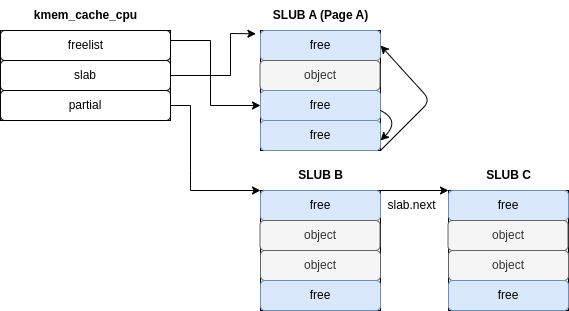 kmem_cache_cpu
freelist
slab
partial
SLUB A (Page A)
free
object
free
free
SLUB B
free
object
object
free
slab.next
SLUB C
free
object
object
free